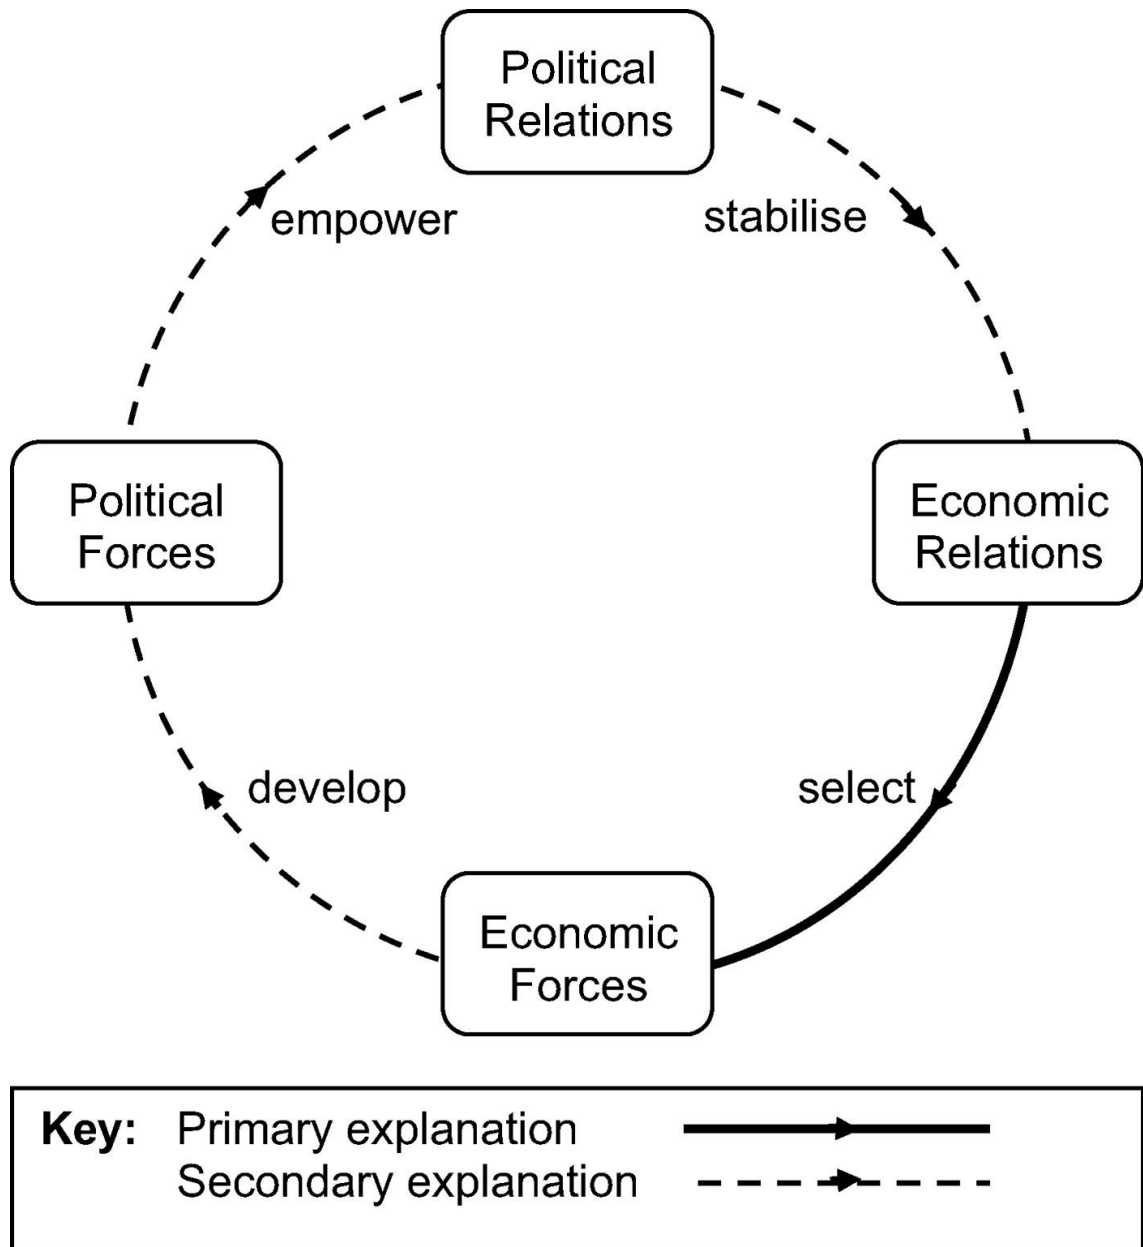 Political
Relations
empower
stabilise
Political
Forces
Economic
Relations
develop
select
Economic
Forces
Key: Primary explanation
Secondary explanation